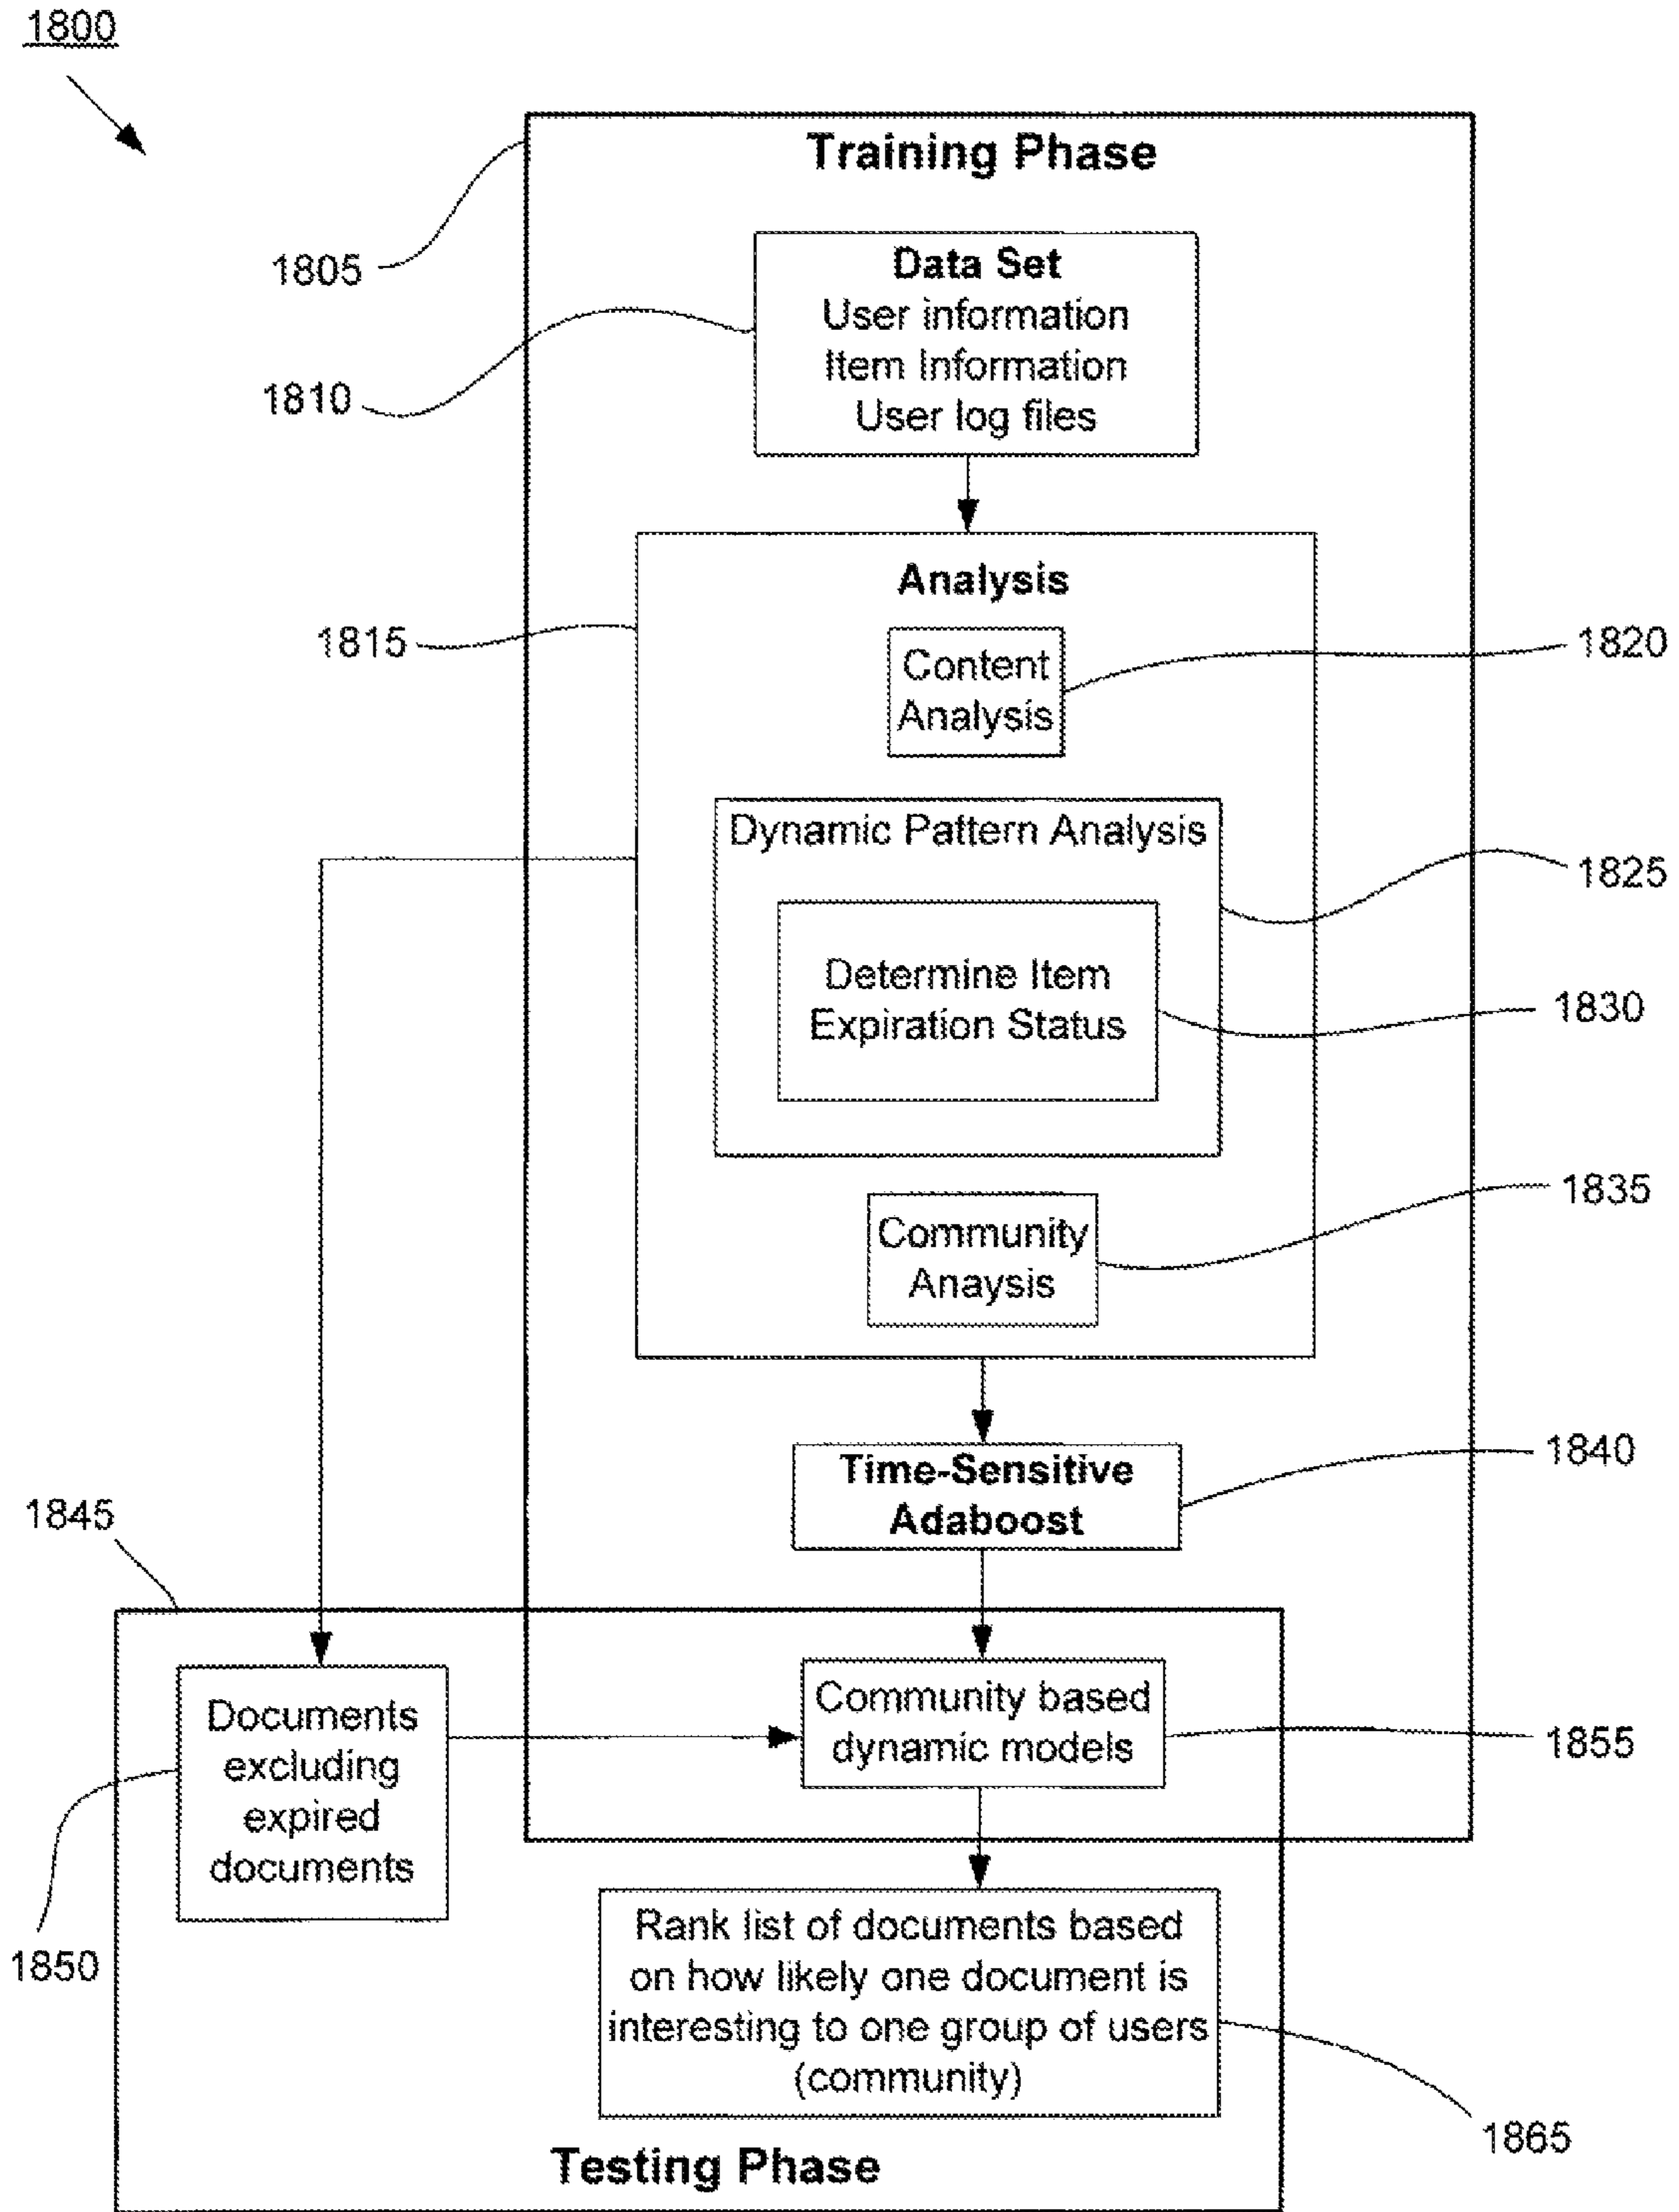 1800
Training Phase
1805
Data Set
User information
Item Information
User log files
1810
Analysis
1815
Content
Analysis
1820
Dynamic Pattern Analysis
1825
Determine Item
Expiration Status
1830
Community
Anaysis
1835
Time-Sensitive
Adaboost
1840
1845
Documents
excluding
expired
documents
1850
Community based
dynamic models
1855
Rank list of documents based
on how likely one document is
interesting to one group of users
(community)
1865
Testing Phase